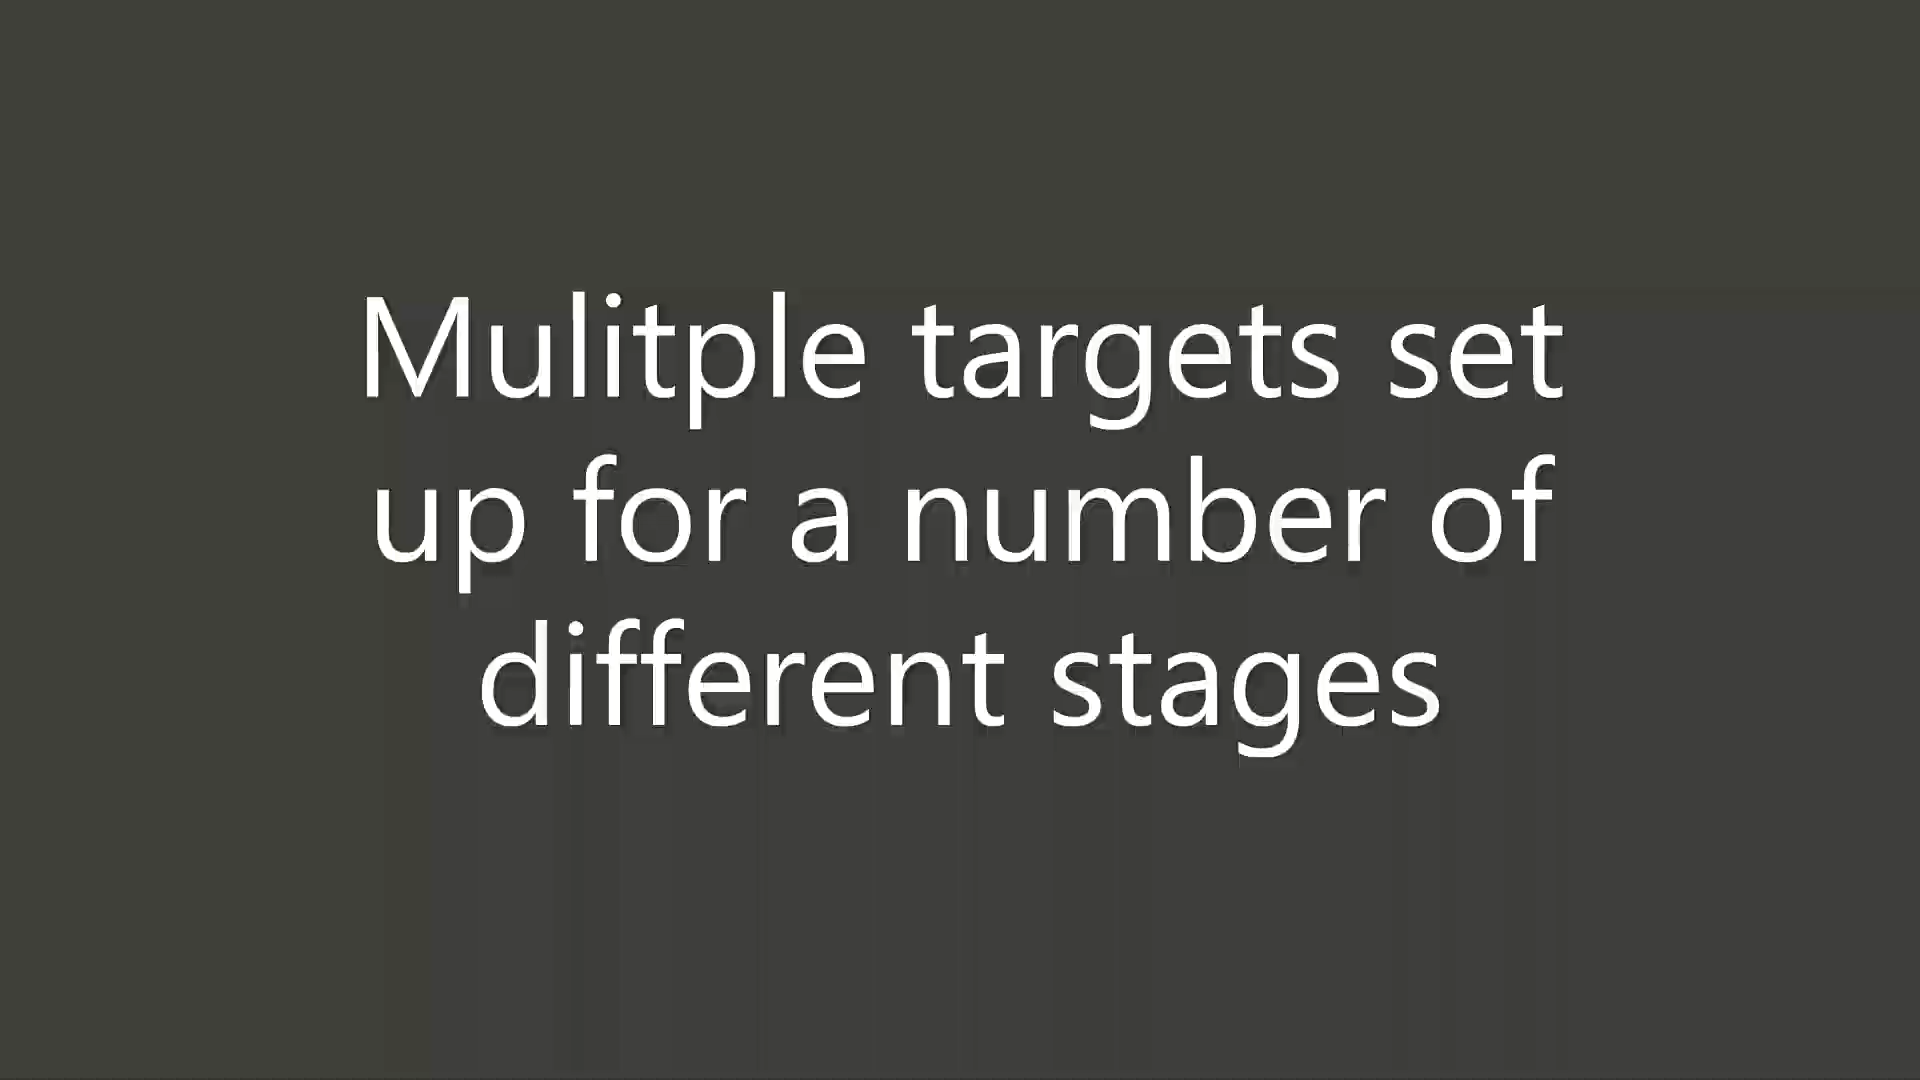 Mulitple targets set
up for a number of
different stages